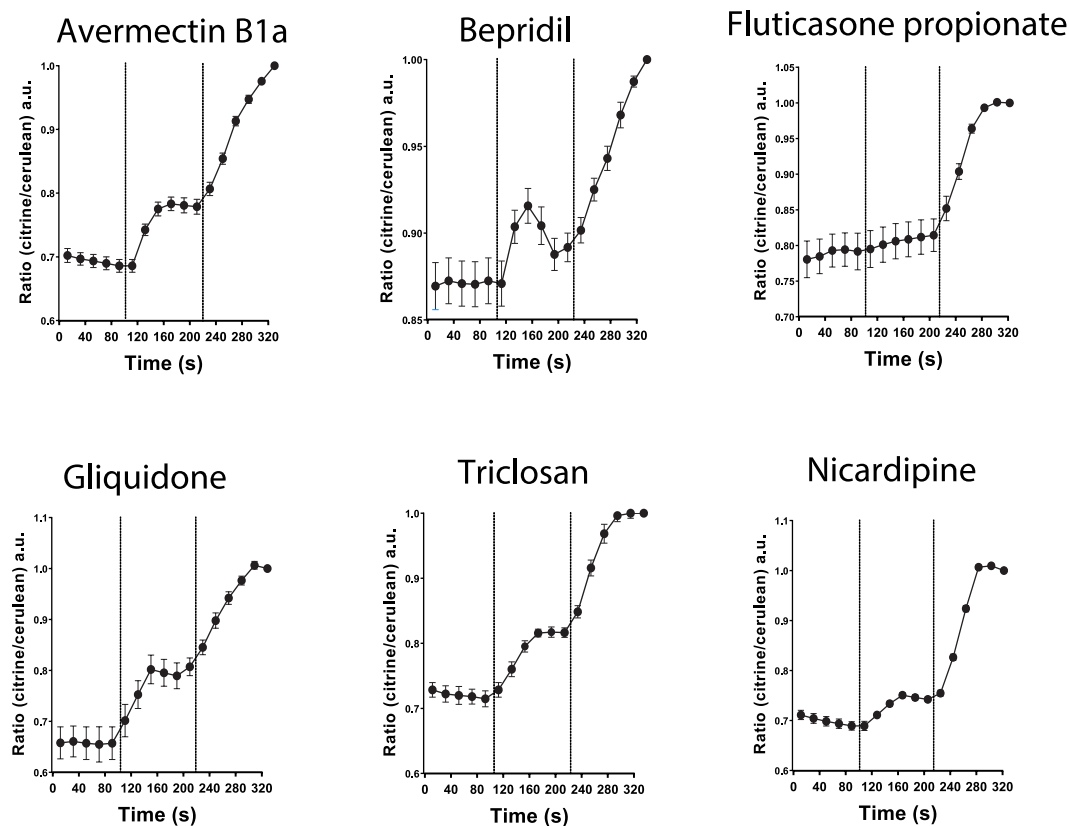 Avermectin B1a
Bepridil
Fluticasone propionate
Ratio (citrine/cerulean) a.u.
1.0
0.9
0.8
0.7
0.6
0 40 80 120 160 200 240 280 320
Time (s)
Ratio (citrine/cerulean) a.u.
1.00
0.95
0.90
0.85
0 40 80 120 160 200 240 280 320
Time (s)
Ratio (citrine/cerulean) a.u.
1.05
1.00
0.95
0.90
0.85
0.80
0.75
0.70
0 40 80 120 160 200 240 280 320
Time (s)
Gliquidone
Triclosan
Nicardipine
Ratio (citrine/cerulean) a.u.
1.1
1.0
0.9
0.8
0.7
0.6
0 40 80 120 160 200 240 280 320
Time (s)
Ratio (citrine/cerulean) a.u.
1.0
0.9
0.8
0.7
0.6
0 40 80 120 160 200 240 280 320
Time (s)
Ratio (citrine/cerulean) a.u.
1.1
1.0
0.9
0.8
0.7
0.6
0 40 80 120 160 200 240 280 320
Time (s)